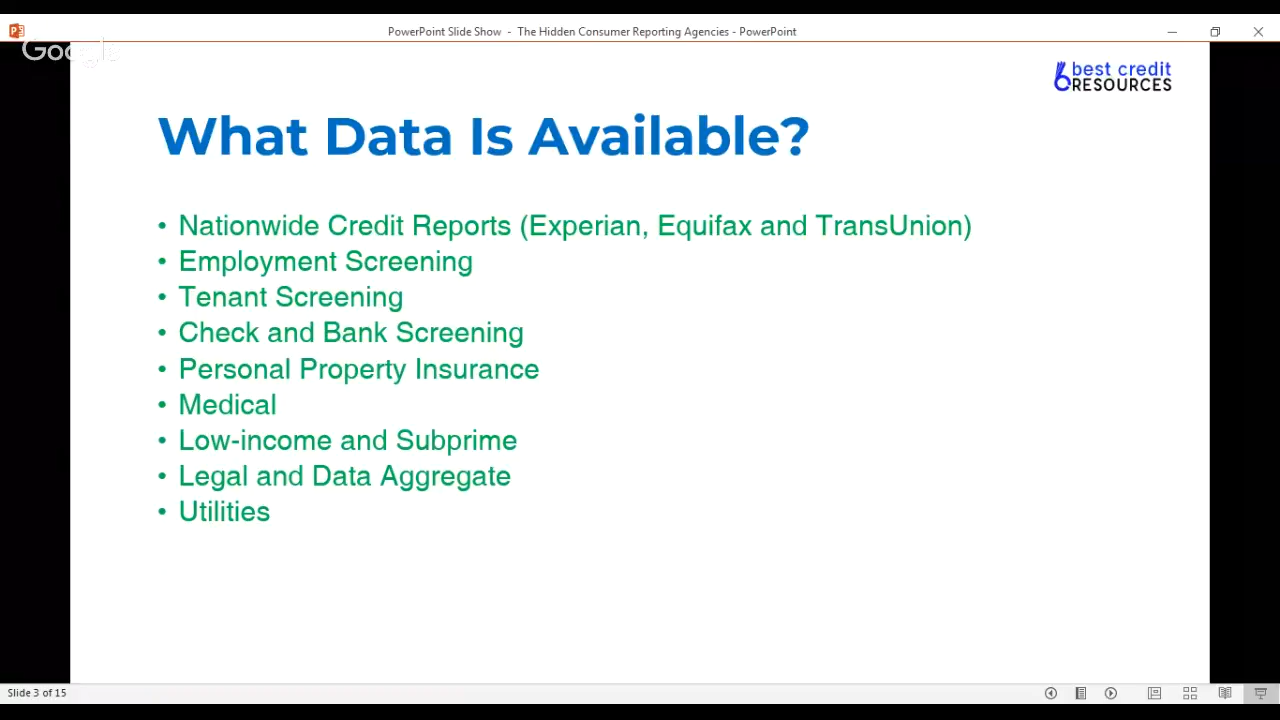 PowerPoint Slide Show - The Hidden Consumer Reporting Agencies - PowerPoint
Google
best credit
RESOURCES
What Data Is Available?
• Nationwide Credit Reports (Experian, Equifax and TransUnion)
• Employment Screening
• Tenant Screening
• Check and Bank Screening
• Personal Property Insurance
• Medical
• Low-income and Subprime
• Legal and Data Aggregate
• Utilities
Slide 3 of 15